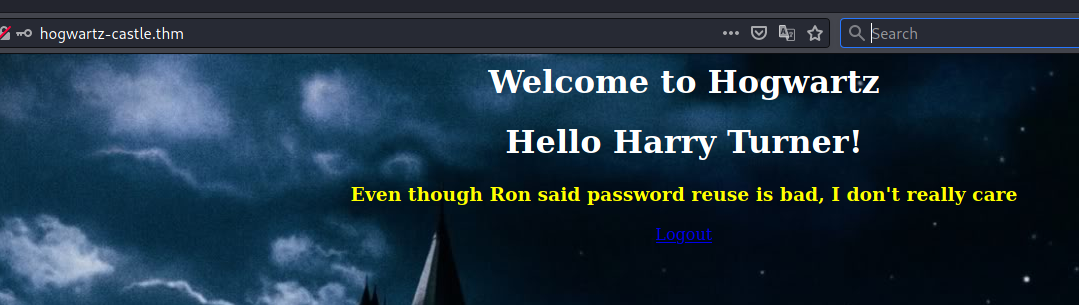 hogwartz-castle.thm
Search
Welcome to Hogwartz
Hello Harry Turner!
Even though Ron said password reuse is bad, I don't really care
Logout